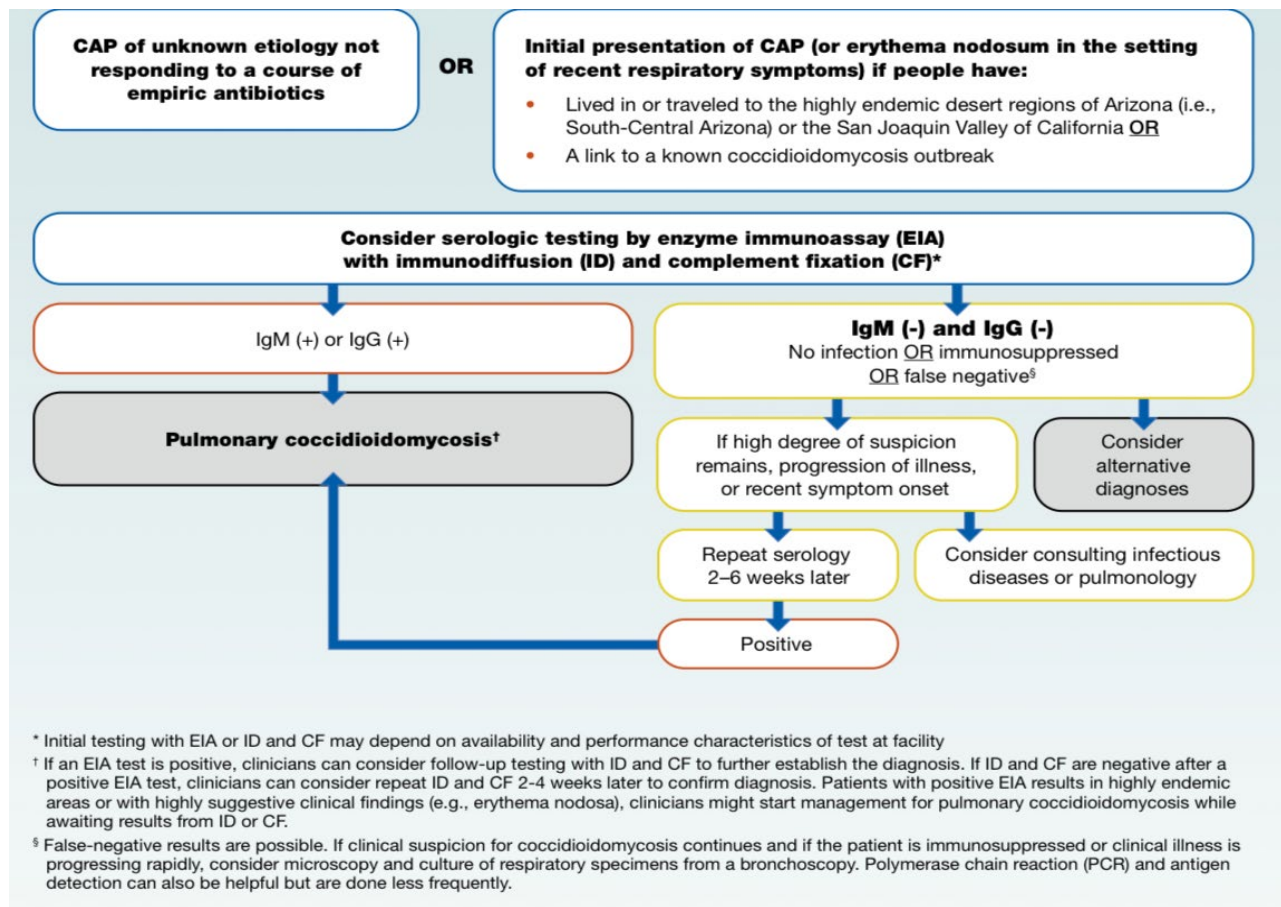 CAP of unknown etiology not
responding to a course of
empiric antibiotics
OR
Initial presentation of CAP (or erythema nodosum in the setting
of recent respiratory symptoms) if people have:
• Lived in or traveled to the highly endemic desert regions of Arizona (i.e.,
South-Central Arizona) or the San Joaquin Valley of California OR
• A link to a known coccidioidomycosis outbreak
Consider serologic testing by enzyme immunoassay (EIA)
with immunodiffusion (ID) and complement fixation (CF)*
IgM (+) or IgG (+)
IgM (-) and IgG (-)
No infection OR immunosuppressed
OR false negative§
Pulmonary coccidioidomycosis†
If high degree of suspicion
remains, progression of illness,
or recent symptom onset
Consider
alternative
diagnoses
Repeat serology
2–6 weeks later
Consider consulting infectious
diseases or pulmonology
Positive
* Initial testing with EIA or ID and CF may depend on availability and performance characteristics of test at facility
† If an EIA test is positive, clinicians can consider follow-up testing with ID and CF to further establish the diagnosis. If ID and CF are negative after a
positive EIA test, clinicians can consider repeat ID and CF 2-4 weeks later to confirm diagnosis. Patients with positive EIA results in highly endemic
areas or with highly suggestive clinical findings (e.g., erythema nodosa), clinicians might start management for pulmonary coccidioidomycosis while
awaiting results from ID or CF.
§ False-negative results are possible. If clinical suspicion for coccidioidomycosis continues and if the patient is immunosuppressed or clinical illness is
progressing rapidly, consider microscopy and culture of respiratory specimens from a bronchoscopy. Polymerase chain reaction (PCR) and antigen
detection can also be helpful but are done less frequently.